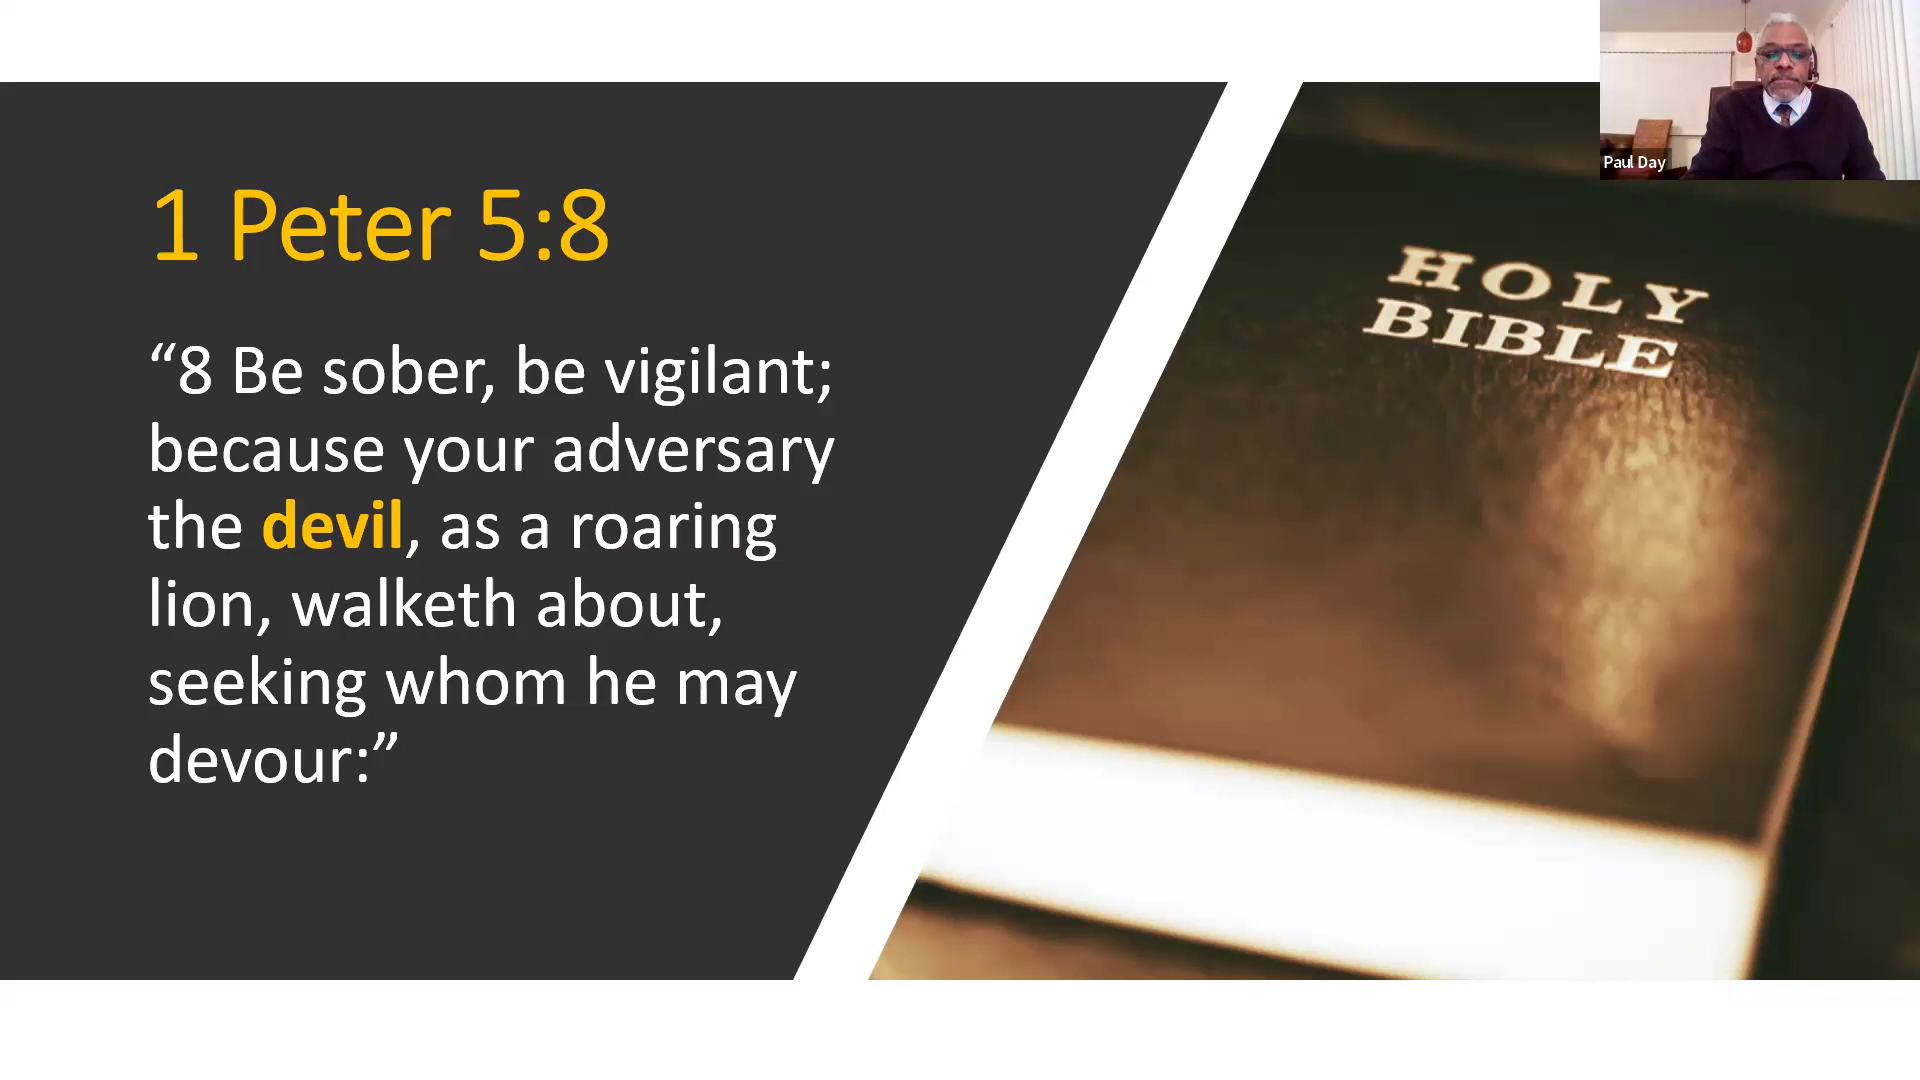 1 Peter 5:8
“8 Be sober, be vigilant;
because your adversary
the devil, as a roaring
lion, walketh about,
seeking whom he may
devour:”
HOLY
BIBLE
Paul Day